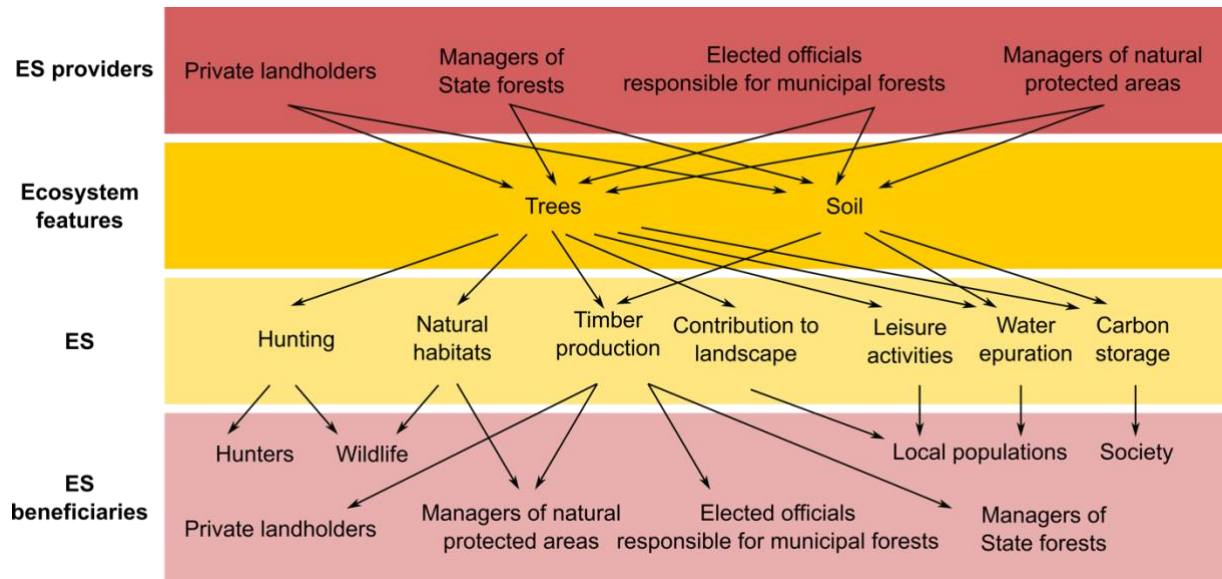 ES providers
Private landholders
Managers of
State forests
Elected officials
responsible for municipal forests
Managers of natural
protected areas
Ecosystem
features
Trees
Soil
ES
Hunting
Natural
habitats
Timber
production
Contribution to
landscape
Leisure
activities
Water
epuration
Carbon
storage
ES
beneficiaries
Hunters
Wildlife
Local populations
Society
Private landholders
Managers of natural
protected areas
Elected officials
responsible for municipal forests
Managers of
State forests